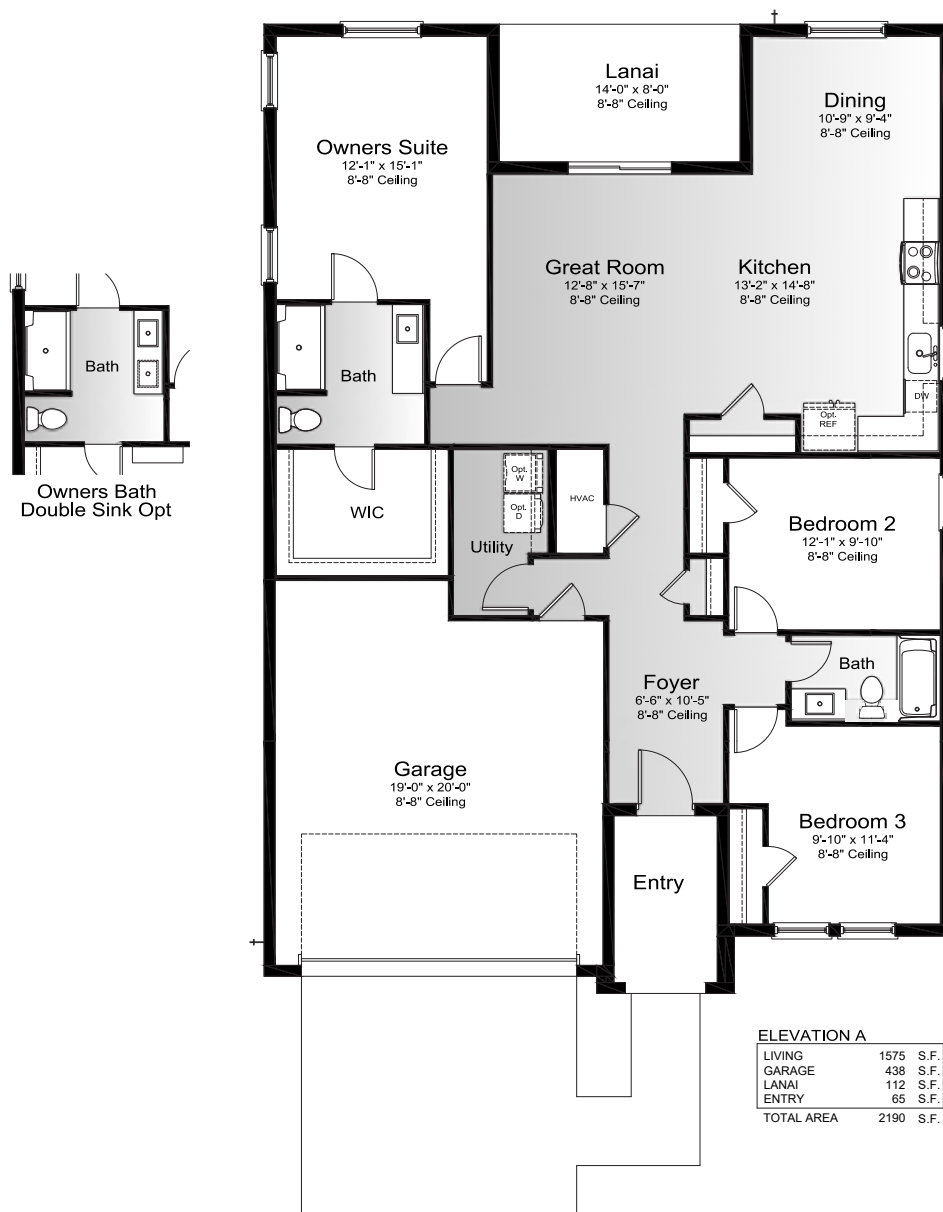 Lanai
14'-0" x 8'-0"
8'-8" Ceiling
Dining
10'-9" x 9'-4"
8'-8" Ceiling
Owners Suite
12'-1" x 15'-1"
8'-8" Ceiling
Great Room
12'-8" x 15'-7"
8'-8" Ceiling
Kitchen
13'-2" x 14'-8"
8'-8" Ceiling
Bath
Owners Bath
Double Sink Opt
Bath
DW
Opt.
REF
WIC
Opt.
W
Opt.
D
HVAC
Utility
Bedroom 2
12'-1" x 9'-10"
8'-8" Ceiling
Bath
Foyer
6'-6" x 10'-5"
8'-8" Ceiling
Garage
19'-0" x 20'-0"
8'-8" Ceiling
Bedroom 3
9'-10" x 11'-4"
8'-8" Ceiling
Entry
ELEVATION A
LIVING 1575 S.F.
GARAGE 438 S.F.
LANAI 112 S.F.
ENTRY 65 S.F.
TOTAL AREA 2190 S.F.